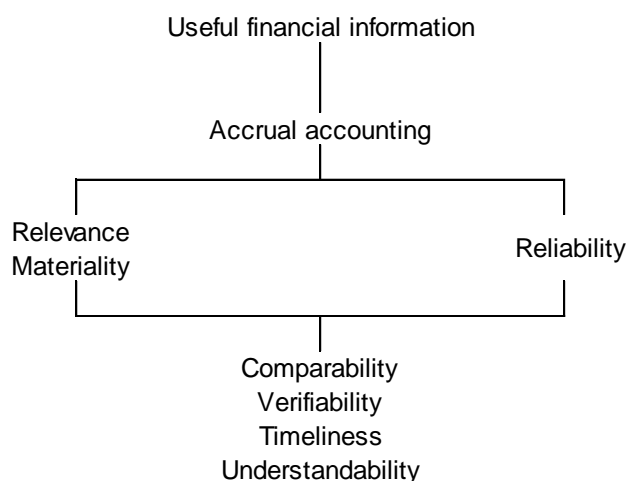 Useful financial information
Accrual accounting
Relevance
Materiality
Reliability
Comparability
Verifiability
Timeliness
Understandability